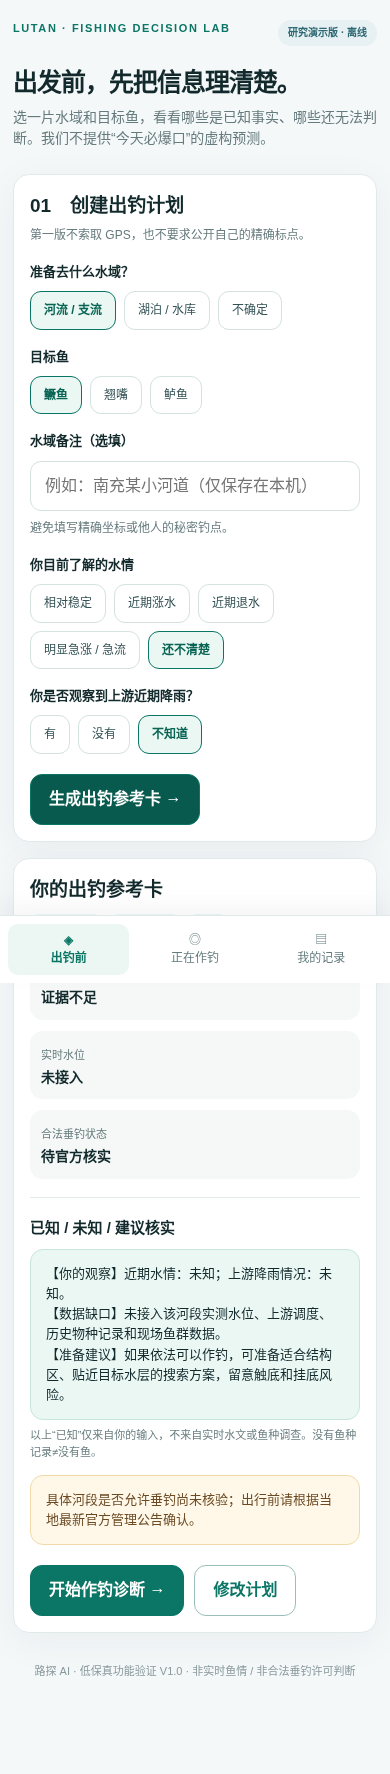 LUTAN · FISHING DECISION LAB
研究演示版 · 离线
出发前，先把信息理清楚。
选一片水域和目标鱼，看看哪些是已知事实、哪些还无法判
断。我们不提供“今天必爆口”的虚构预测。
01 创建出钓计划
第一版不索取 GPS，也不要求公开自己的精确标点。
准备去什么水域？
河流 / 支流
湖泊 / 水库
不确定
目标鱼
鳜鱼
翘嘴
鲈鱼
水域备注（选填）
例如：南充某小河道（仅保存在本机）
避免填写精确坐标或他人的秘密钓点。
你目前了解的水情
相对稳定
近期涨水
近期退水
明显急涨 / 急流
还不清楚
你是否观察到上游近期降雨？
有
没有
不知道
生成出钓参考卡 →
你的出钓参考卡
◈
出钓前
◎
正在作钓
▤
我的记录
证据不足
实时水位
未接入
合法垂钓状态
待官方核实
已知 / 未知 / 建议核实
【你的观察】近期水情：未知；上游降雨情况：未
知。
【数据缺口】未接入该河段实测水位、上游调度、
历史物种记录和现场鱼群数据。
【准备建议】如果依法可以作钓，可准备适合结构
区、贴近目标水层的搜索方案，留意触底和挂底风
险。
以上“已知”仅来自你的输入，不来自实时水文或鱼种调查。没有鱼种
记录≠没有鱼。
具体河段是否允许垂钓尚未核验；出行前请根据当
地最新官方管理公告确认。
开始作钓诊断 →
修改计划
路探 AI · 低保真功能验证 V1.0 · 非实时鱼情 / 非合法垂钓许可判断